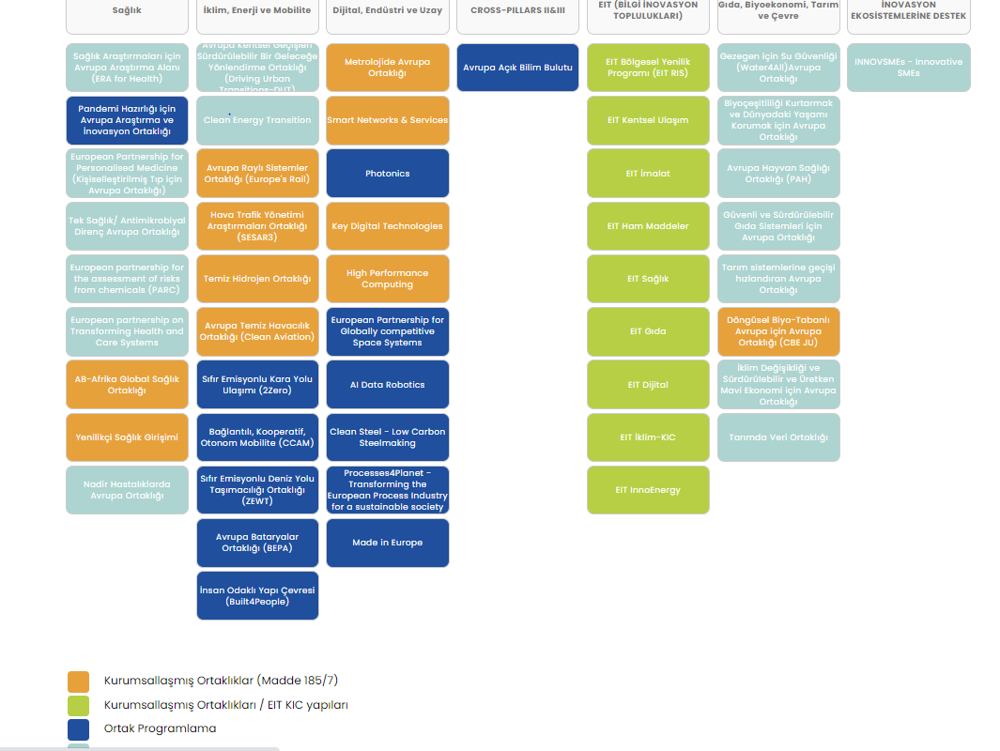 Sağlık
İklim, Enerji ve Mobilite
Dijital, Endüstri ve Uzay
CROSS-PILLARS II&III
EIT (BİLGİ İNOVASYON
TOPLULUKLARI)
Gıda, Biyoekonomi, Tarım
ve Çevre
İNOVASYON
EKOSİSTEMLERİNE DESTEK
Sağlık Araştırmaları için
Avrupa Araştırma Alanı
(ERA for Health)
Pandemi Hazırlığı için
Avrupa Araştırma ve
İnovasyon Ortaklığı
European Partnership for
Personalised Medicine
(Kişiselleştirilmiş Tıp için
Avrupa Ortaklığı)
Tek Sağlık/ Antimikrobiyal
Direnç Avrupa Ortaklığı
European partnership for
the assessment of risks
from chemicals (PARC)
European partnership on
Transforming Health and
Care Systems
AB-Afrika Global Sağlık
Ortaklığı
Yenilikçi Sağlık Girişimi
Nadir Hastalıklarda
Avrupa Ortaklığı
Avrupa Kentsel Geçişleri
Sürdürülebilir Bir Geleceğe
Yönlendirme Ortaklığı
(Driving Urban
Transitions-DUT)
Clean Energy Transition
Avrupa Raylı Sistemler
Ortaklığı (Europe's Rail)
Hava Trafik Yönetimi
Araştırmaları Ortaklığı
(SESAR3)
Temiz Hidrojen Ortaklığı
Avrupa Temiz Havacılık
Ortaklığı (Clean Aviation)
Sıfır Emisyonlu Kara Yolu
Ulaşımı (2Zero)
Bağlantılı, Kooperatif,
Otonom Mobilite (CCAM)
Sıfır Emisyonlu Deniz Yolu
Taşımacılığı Ortaklığı
(ZEWT)
Avrupa Bataryalar
Ortaklığı (BEPA)
İnsan Odaklı Yapı Çevresi
(Built4People)
Metrolojide Avrupa
Ortaklığı
Smart Networks & Services
Photonics
Key Digital Technologies
High Performance
Computing
European Partnership for
Globally competitive
Space Systems
AI Data Robotics
Clean Steel - Low Carbon
Steelmaking
Processes4Planet -
Transforming the
European Process Industry
for a sustainable society
Made in Europe
Avrupa Açık Bilim Bulutu
EIT Bölgesel Yenilik
Programı (EIT RIS)
EIT Kentsel Ulaşım
EIT İmalat
EIT Ham Maddeler
EIT Sağlık
EIT Gıda
EIT Dijital
EIT İklim-KIC
EIT InnoEnergy
Gezegen için Su Güvenliği
(Water4All)Avrupa
Ortaklığı
Biyoçeşitliliği Kurtarmak
ve Dünyadaki Yaşamı
Korumak için Avrupa
Ortaklığı
Avrupa Hayvan Sağlığı
Ortaklığı (PAH)
Güvenli ve Sürdürülebilir
Gıda Sistemleri için
Avrupa Ortaklığı
Tarım sistemlerine geçişi
hızlandıran Avrupa
Ortaklığı
Döngüsel Biyo-Tabanlı
Avrupa için Avrupa
Ortaklığı (CBE JU)
İklim Değişikliği ve
Sürdürülebilir ve Üretken
Mavi Ekonomi için Avrupa
Ortaklığı
Tarımda Veri Ortaklığı
INNOVSMEs - Innovative
SMEs
Kurumsallaşmış Ortaklıklar (Madde 185/7)
Kurumsallaşmış Ortaklıkları / EIT KIC yapıları
Ortak Programlama